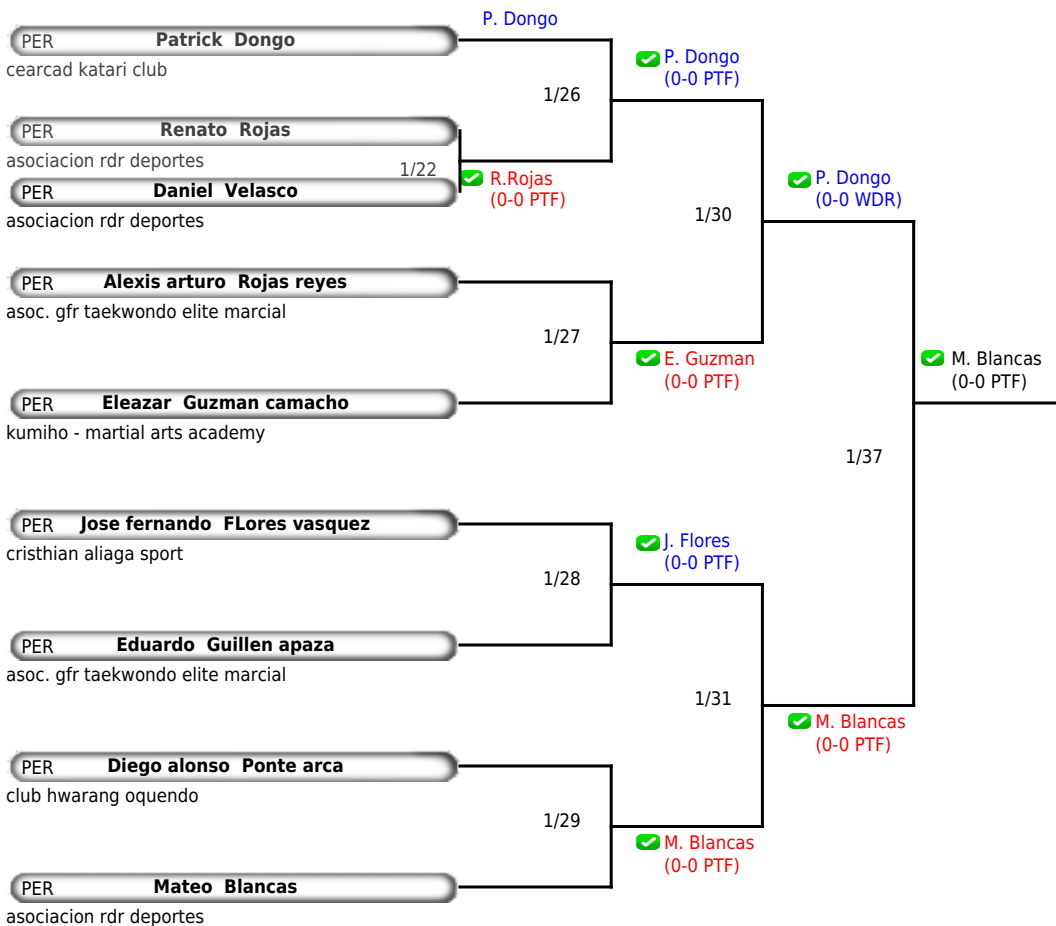 P. Dongo
PER Patrick Dongo
cearcad katari club
P. Dongo
(0-0 PTF)
1/26
PER Renato Rojas
asociacion rdr deportes
1/22
R.Rojas
(0-0 PTF)
PER Daniel Velasco
asociacion rdr deportes
P. Dongo
(0-0 WDR)
1/30
PER Alexis arturo Rojas reyes
asoc. gfr taekwondo elite marcial
1/27
E. Guzman
(0-0 PTF)
M. Blancas
(0-0 PTF)
PER Eleazar Guzman camacho
kumiho - martial arts academy
1/37
PER Jose fernando FLores vasquez
cristhian aliaga sport
J. Flores
(0-0 PTF)
1/28
PER Eduardo Guillen apaza
asoc. gfr taekwondo elite marcial
1/31
M. Blancas
(0-0 PTF)
PER Diego alonso Ponte arca
club hwarang oquendo
1/29
M. Blancas
(0-0 PTF)
PER Mateo Blancas
asociacion rdr deportes